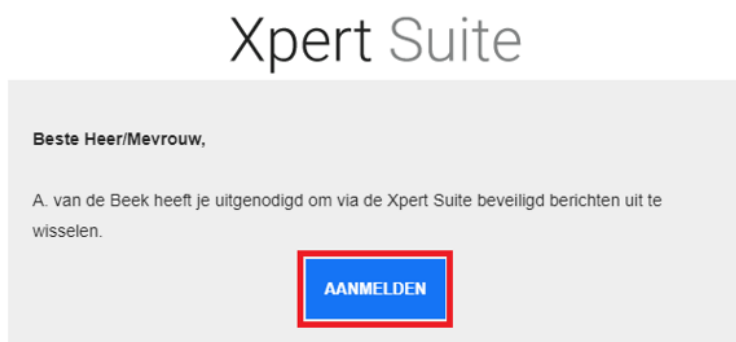 Xpert Suite
Beste Heer/Mevrouw,
A. van de Beek heeft je uitgenodigd om via de Xpert Suite beveiligd berichten uit te
wisselen.
AANMELDEN